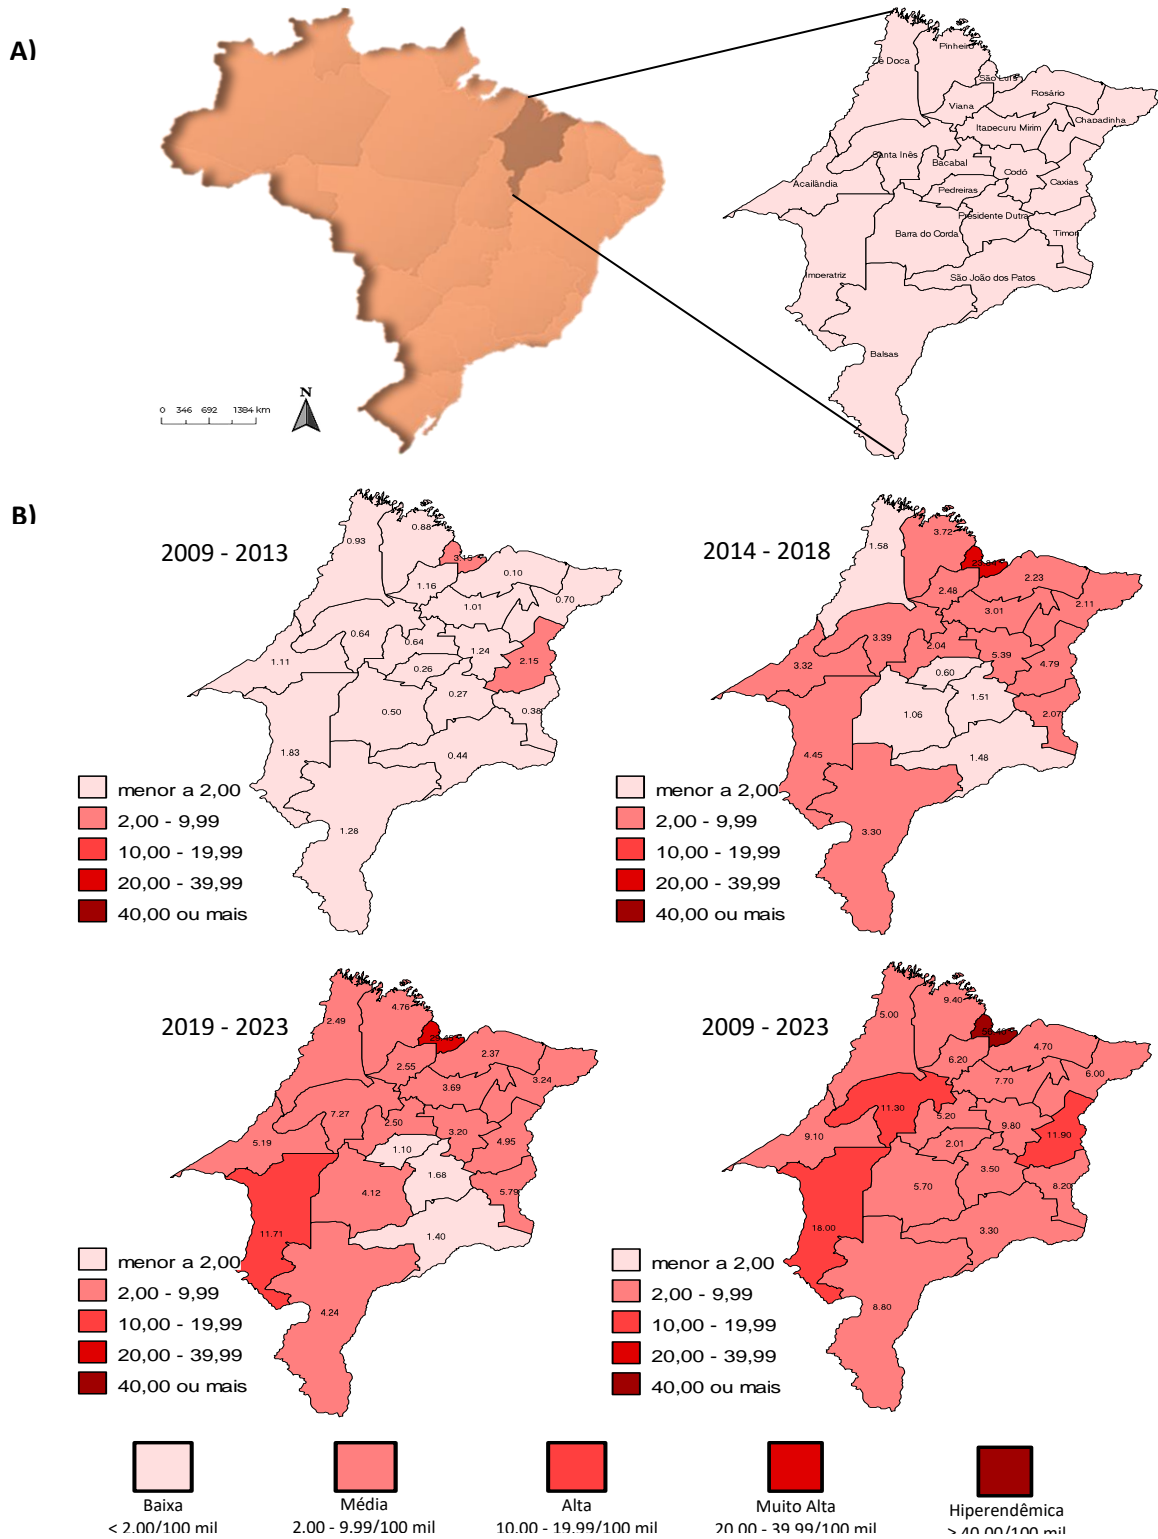 A)
Pinheiro
Zé Doca
São Luís
Rosário
Viana
Chapadinha
Itapecuru Mirim
Santa Inês
Bacabal
Codó
Açailândia
Pedreiras
Caxias
Presidente Dutra
Barra do Corda
Timon
Imperatriz
São João dos Patos
Balsas
N
0 346 692 1384 km
B)
2009 - 2013
0.93
0.88
3.15
0.10
1.16
0.70
1.01
0.64
0.64
1.24
1.11
0.26
2.15
0.27
0.50
0.38
1.83
0.44
1.28
menor a 2,00
2,00 - 9,99
10,00 - 19,99
20,00 - 39,99
40,00 ou mais
2014 - 2018
1.58
3.72
2.23
2.48
2.11
3.01
3.39
2.04
5.39
3.32
0.60
4.79
1.51
1.06
2.07
4.45
1.48
3.30
menor a 2,00
2,00 - 9,99
10,00 - 19,99
20,00 - 39,99
40,00 ou mais
2019 - 2023
2.49
4.76
2.37
2.55
3.24
3.69
7.27
2.50
3.20
5.19
1.10
4.95
1.68
4.12
5.79
11.71
1.40
4.24
menor a 2,00
2,00 - 9,99
10,00 - 19,99
20,00 - 39,99
40,00 ou mais
2009 - 2023
5.00
9.40
4.70
6.20
6.00
7.70
11.30
5.20
9.80
9.10
2.01
11.90
3.50
5.70
8.20
18.00
3.30
8.80
menor a 2,00
2,00 - 9,99
10,00 - 19,99
20,00 - 39,99
40,00 ou mais
Baixa
< 2.00/100 mil
Média
2.00 - 9.99/100 mil
Alta
10.00 - 19.99/100 mil
Muito Alta
20.00 - 39.99/100 mil
Hiperendêmica
> 40.00/100 mil